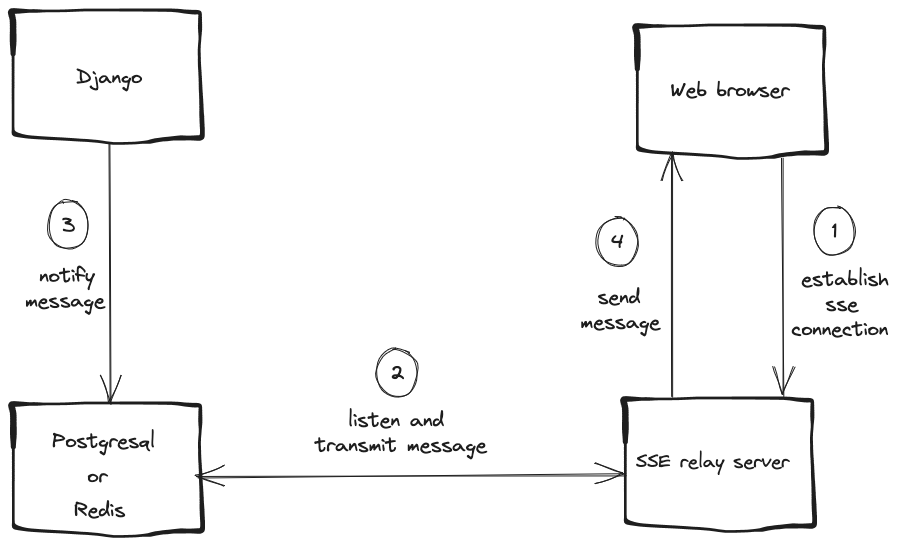 Django
Web browser
3
notify
message
4
send
message
1
establish
sse
connection
2
listen and
transmit message
Postgresql
or
Redis
SSE relay server